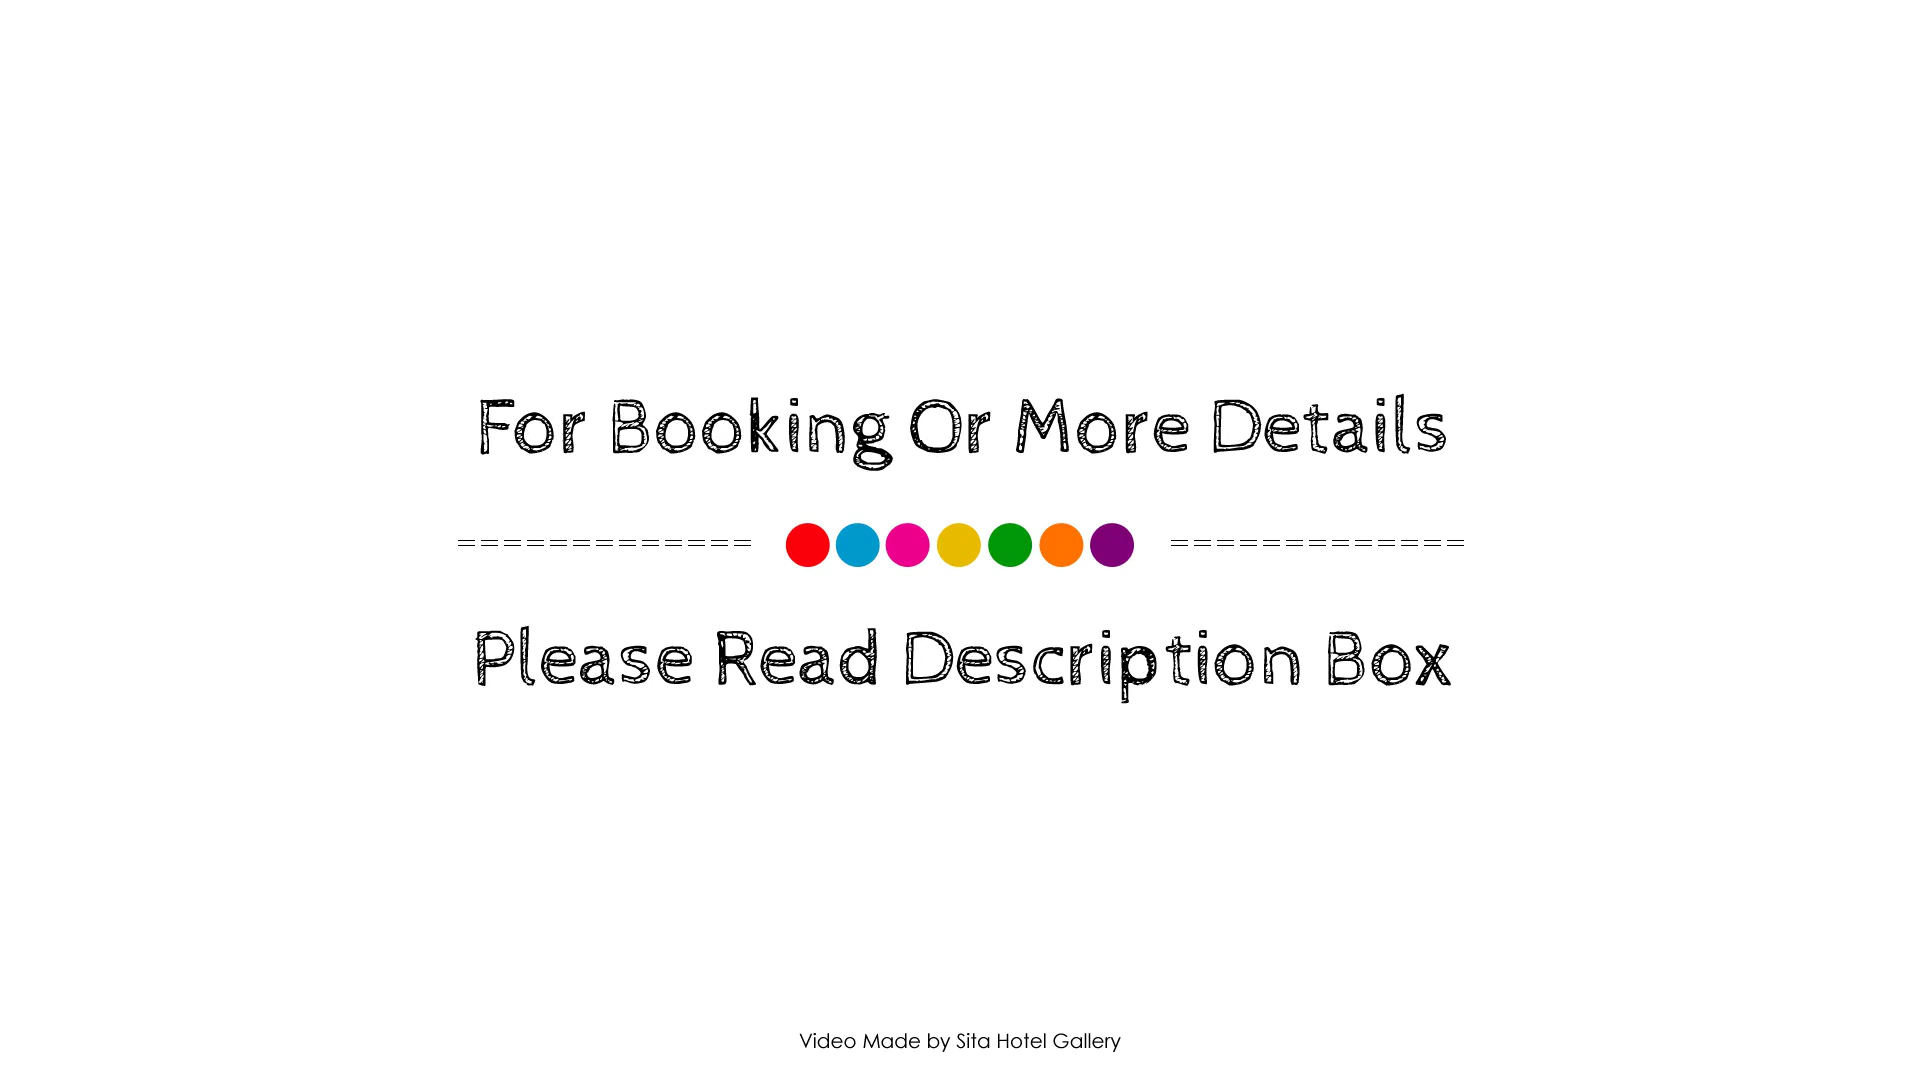 For Booking Or More Details
============= =============
Please Read Description Box
Video Made by Sita Hotel Gallery